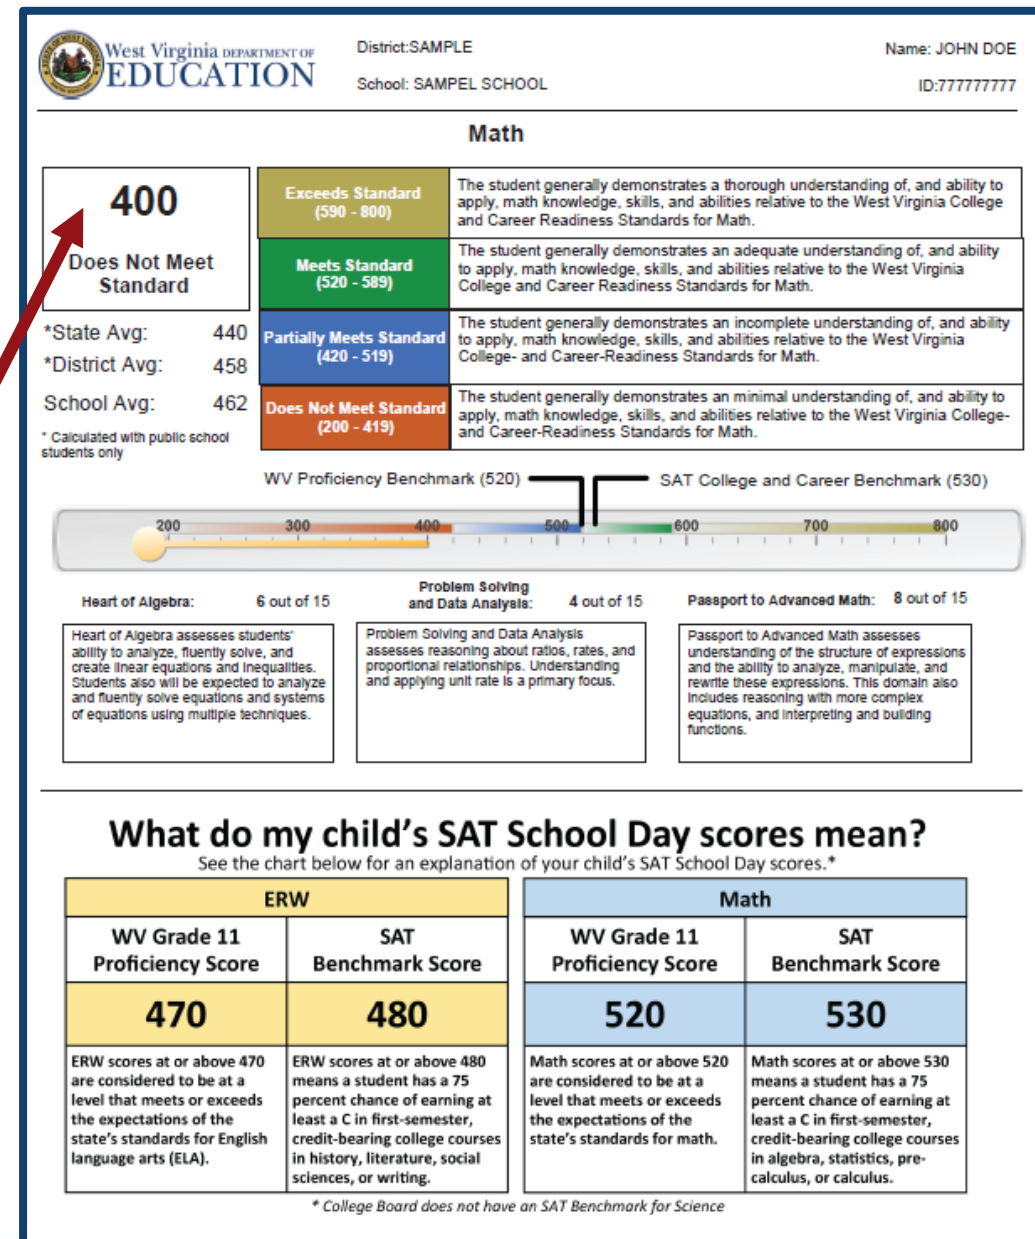 West Virginia DEPARTMENT OF
EDUCATION
District:SAMPLE
School: SAMPEL SCHOOL
Name: JOHN DOE
ID:777777777
Math
400
Does Not Meet
Standard
*State Avg: 440
*District Avg: 458
School Avg: 462
* Calculated with public school
students only
Exceeds Standard
(590 - 800)
The student generally demonstrates a thorough understanding of, and ability to
apply, math knowledge, skills, and abilities relative to the West Virginia College
and Career Readiness Standards for Math.
Meets Standard
(520 - 589)
The student generally demonstrates an adequate understanding of, and ability
to apply, math knowledge, skills, and abilities relative to the West Virginia
College and Career Readiness Standards for Math.
Partially Meets Standard
(420 - 519)
The student generally demonstrates an incomplete understanding of, and ability
to apply, math knowledge, skills, and abilities relative to the West Virginia
College- and Career-Readiness Standards for Math.
Does Not Meet Standard
(200 - 419)
The student generally demonstrates an minimal understanding of, and ability to
apply, math knowledge, skills, and abilities relative to the West Virginia College-
and Career-Readiness Standards for Math.
WV Proficiency Benchmark (520)
SAT College and Career Benchmark (530)
200 300 400 500 600 700 800
Heart of Algebra: 6 out of 15
Heart of Algebra assesses students'
ability to analyze, fluently solve, and
create linear equations and inequalities.
Students also will be expected to analyze
and fluently solve equations and systems
of equations using multiple techniques.
Problem Solving
and Data Analysis: 4 out of 15
Problem Solving and Data Analysis
assesses reasoning about ratios, rates, and
proportional relationships. Understanding
and applying unit rate is a primary focus.
Passport to Advanced Math: 8 out of 15
Passport to Advanced Math assesses
understanding of the structure of expressions
and the ability to analyze, manipulate, and
rewrite these expressions. This domain also
includes reasoning with more complex
equations, and interpreting and building
functions.
What do my child's SAT School Day scores mean?
See the chart below for an explanation of your child's SAT School Day scores.*
ERW
WV Grade 11
Proficiency Score
SAT
Benchmark Score
470
480
ERW scores at or above 470
are considered to be at a
level that meets or exceeds
the expectations of the
state's standards for English
language arts (ELA).
ERW scores at or above 480
means a student has a 75
percent chance of earning at
least a C in first-semester,
credit-bearing college courses
in history, literature, social
sciences, or writing.
Math
WV Grade 11
Proficiency Score
SAT
Benchmark Score
520
530
Math scores at or above 520
are considered to be at a
level that meets or exceeds
the expectations of the
state's standards for math.
Math scores at or above 530
means a student has a 75
percent chance of earning at
least a C in first-semester,
credit-bearing college courses
in algebra, statistics, pre-
calculus, or calculus.
* College Board does not have an SAT Benchmark for Science